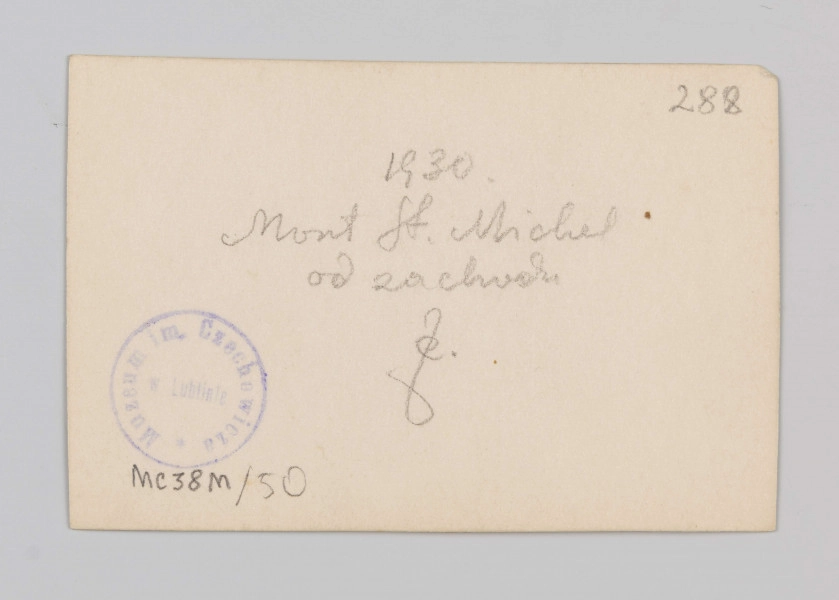 288
1930.
Mont St. Michel
od zachodu
Muzeum im. Czechowicza
w Lublinie
MC38M/50